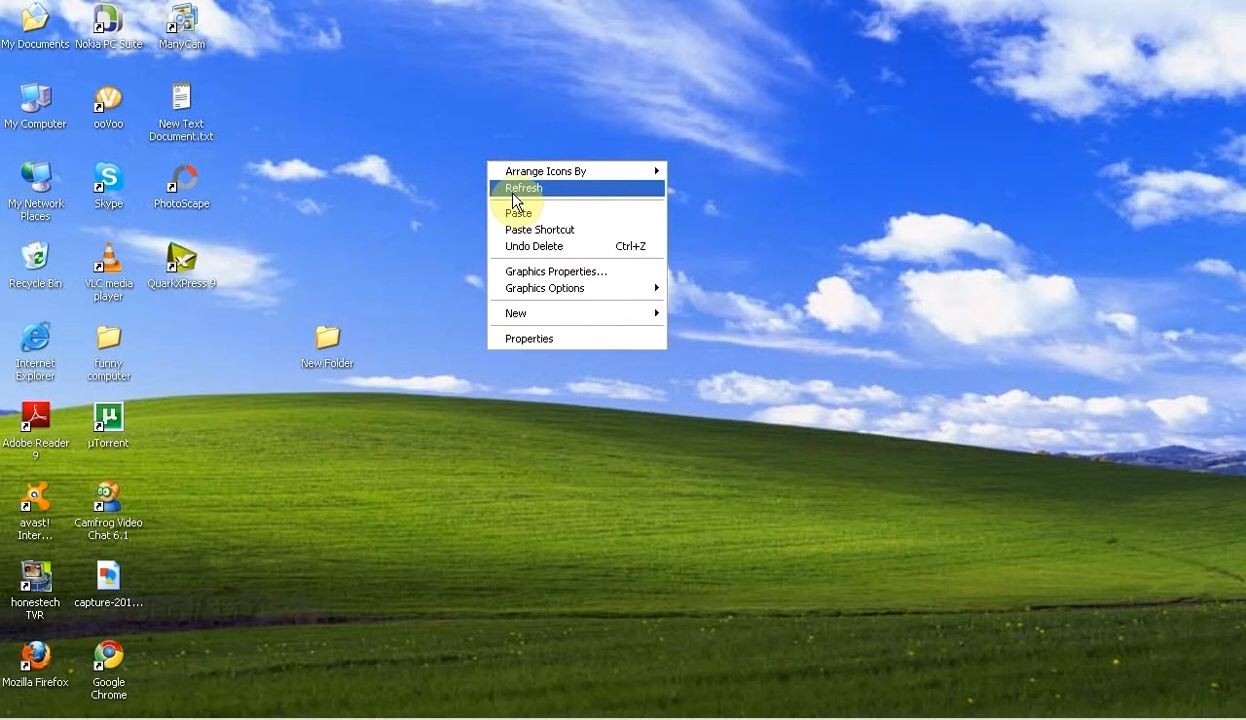 My Documents
Nokia PC Suite
ManyCam
My Computer
ooVoo
New Text
Document.txt
My Network
Places
Skype
PhotoScape
Recycle Bin
VLC media
player
QuarkXPress 9
Internet
Explorer
funny
computer
New Folder
Adobe Reader
9
µTorrent
avast!
Inter...
Camfrog Video
Chat 6.1
honestech
TVR
capture-201...
Mozilla Firefox
Google
Chrome
Arrange Icons By
Refresh
Paste
Paste Shortcut
Undo Delete Ctrl+Z
Graphics Properties...
Graphics Options
New
Properties